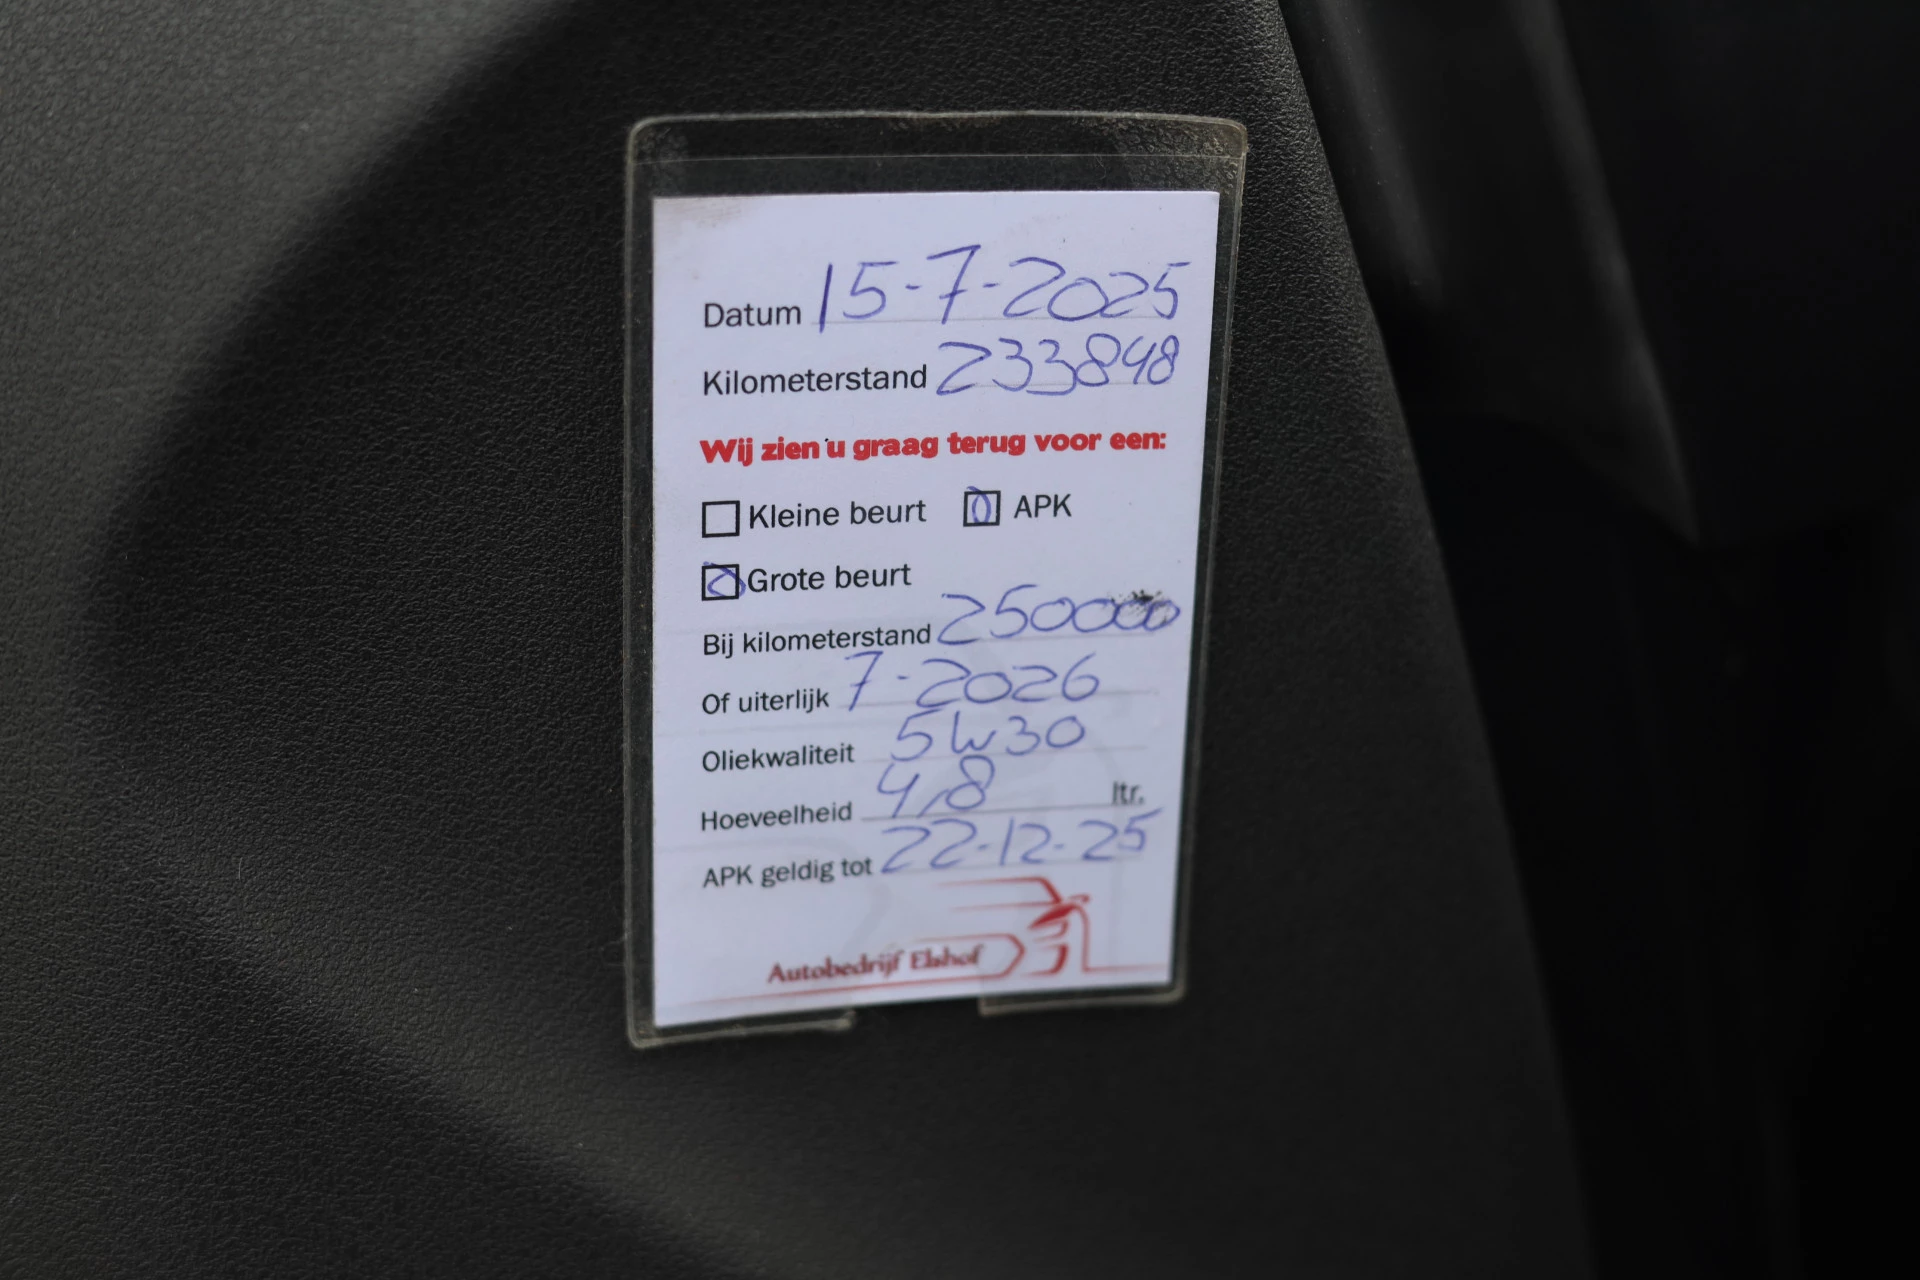 Datum 15-7-2025
Kilometerstand 233848
Wij zien u graag terug voor een:
Kleine beurt APK
Grote beurt
Bij kilometerstand 250000
Of uiterlijk 7-2026
Oliekwaliteit 5W30
Hoeveelheid 4,8 ltr.
APK geldig tot 22-12-25
Autobedrijf Elshof